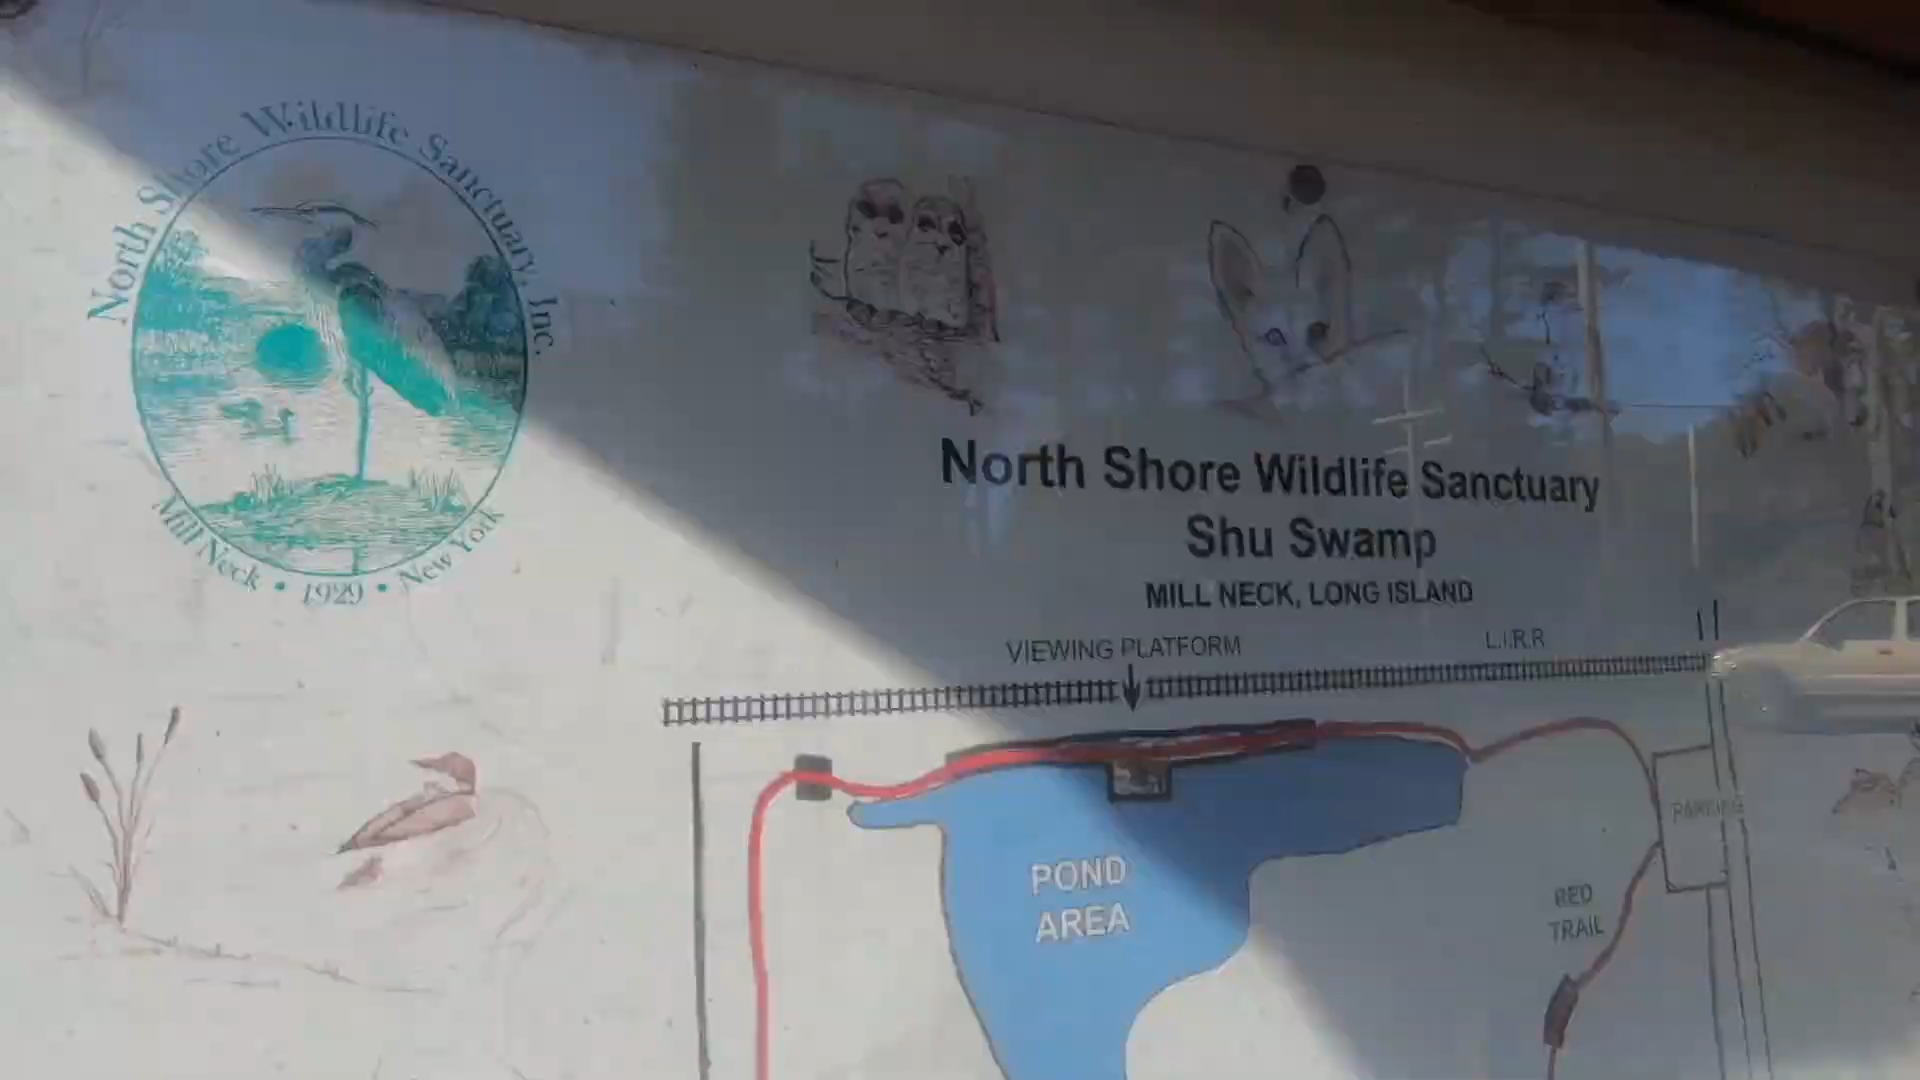 North Shore Wildlife Sanctuary, Inc.
Mill Neck • 1929 • New York
North Shore Wildlife Sanctuary
Shu Swamp
MILL NECK, LONG ISLAND
VIEWING PLATFORM
L.I.R.R
PARKING
POND
AREA
RED
TRAIL